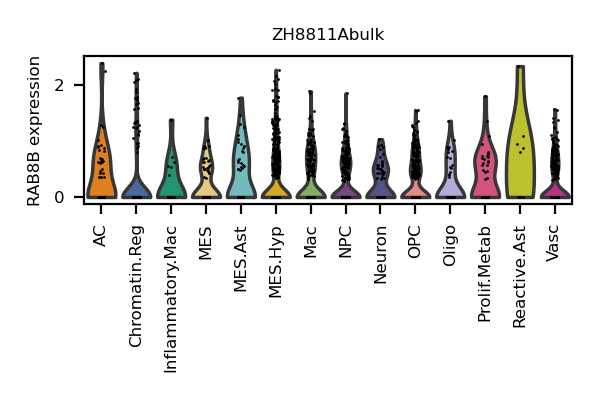 ZH8811Abulk
RAB8B expression
2
0
AC
Chromatin.Reg
Inflammatory.Mac
MES
MES.Ast
MES.Hyp
Mac
NPC
Neuron
OPC
Oligo
Prolif.Metab
Reactive.Ast
Vasc